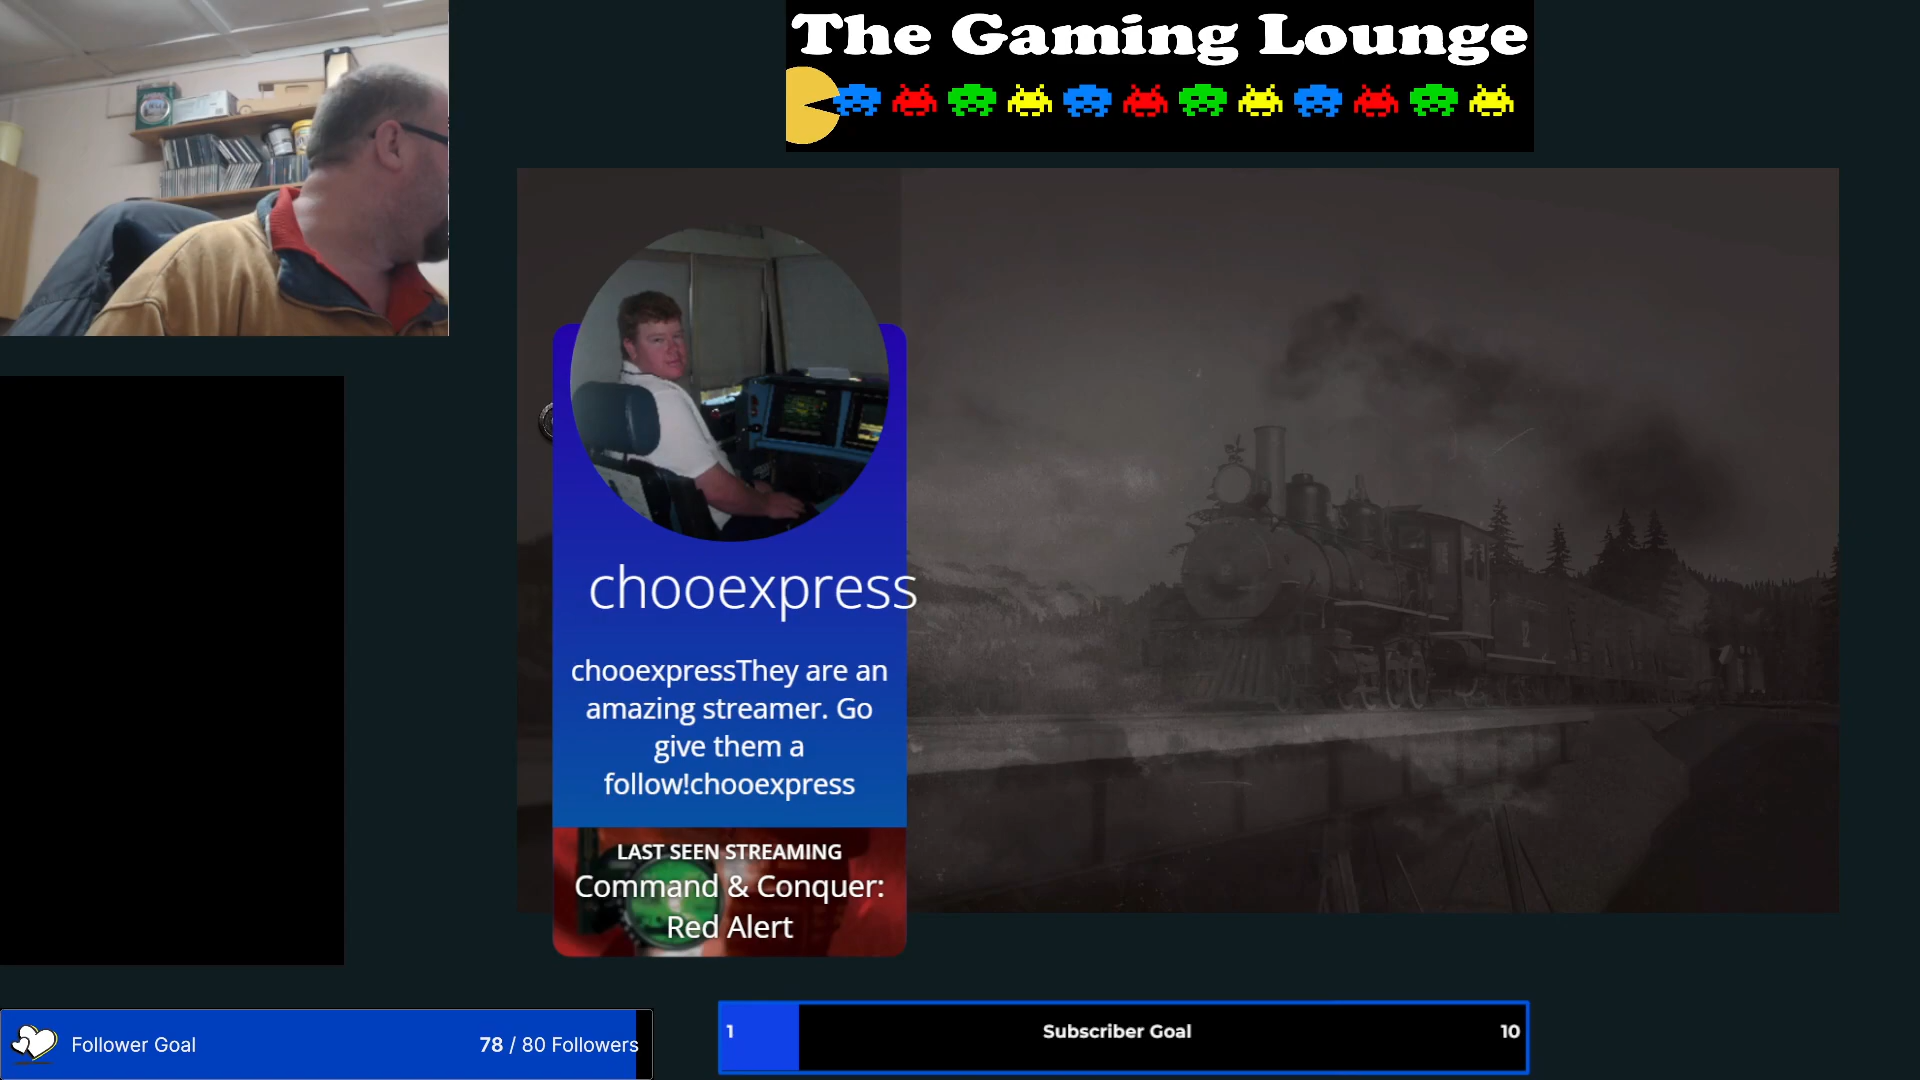 The Gaming Lounge
chooexpress
chooexpressThey are an
amazing streamer. Go
give them a
follow!chooexpress
LAST SEEN STREAMING
Command & Conquer:
Red Alert
Follower Goal 78 / 80 Followers
1 Subscriber Goal 10